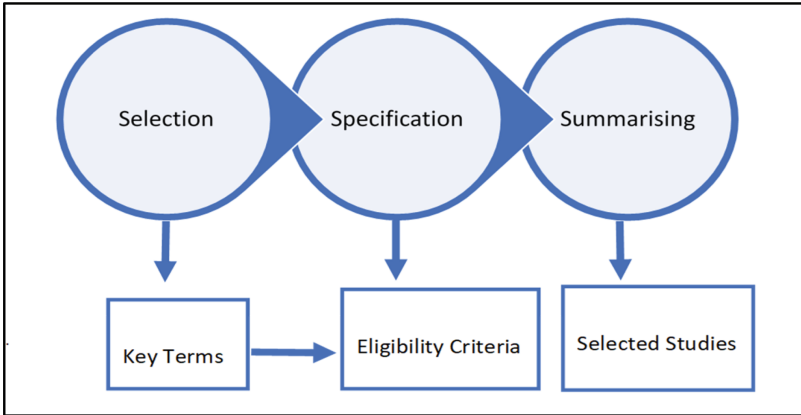 Selection
Specification
Summarising
Key Terms
Eligibility Criteria
Selected Studies